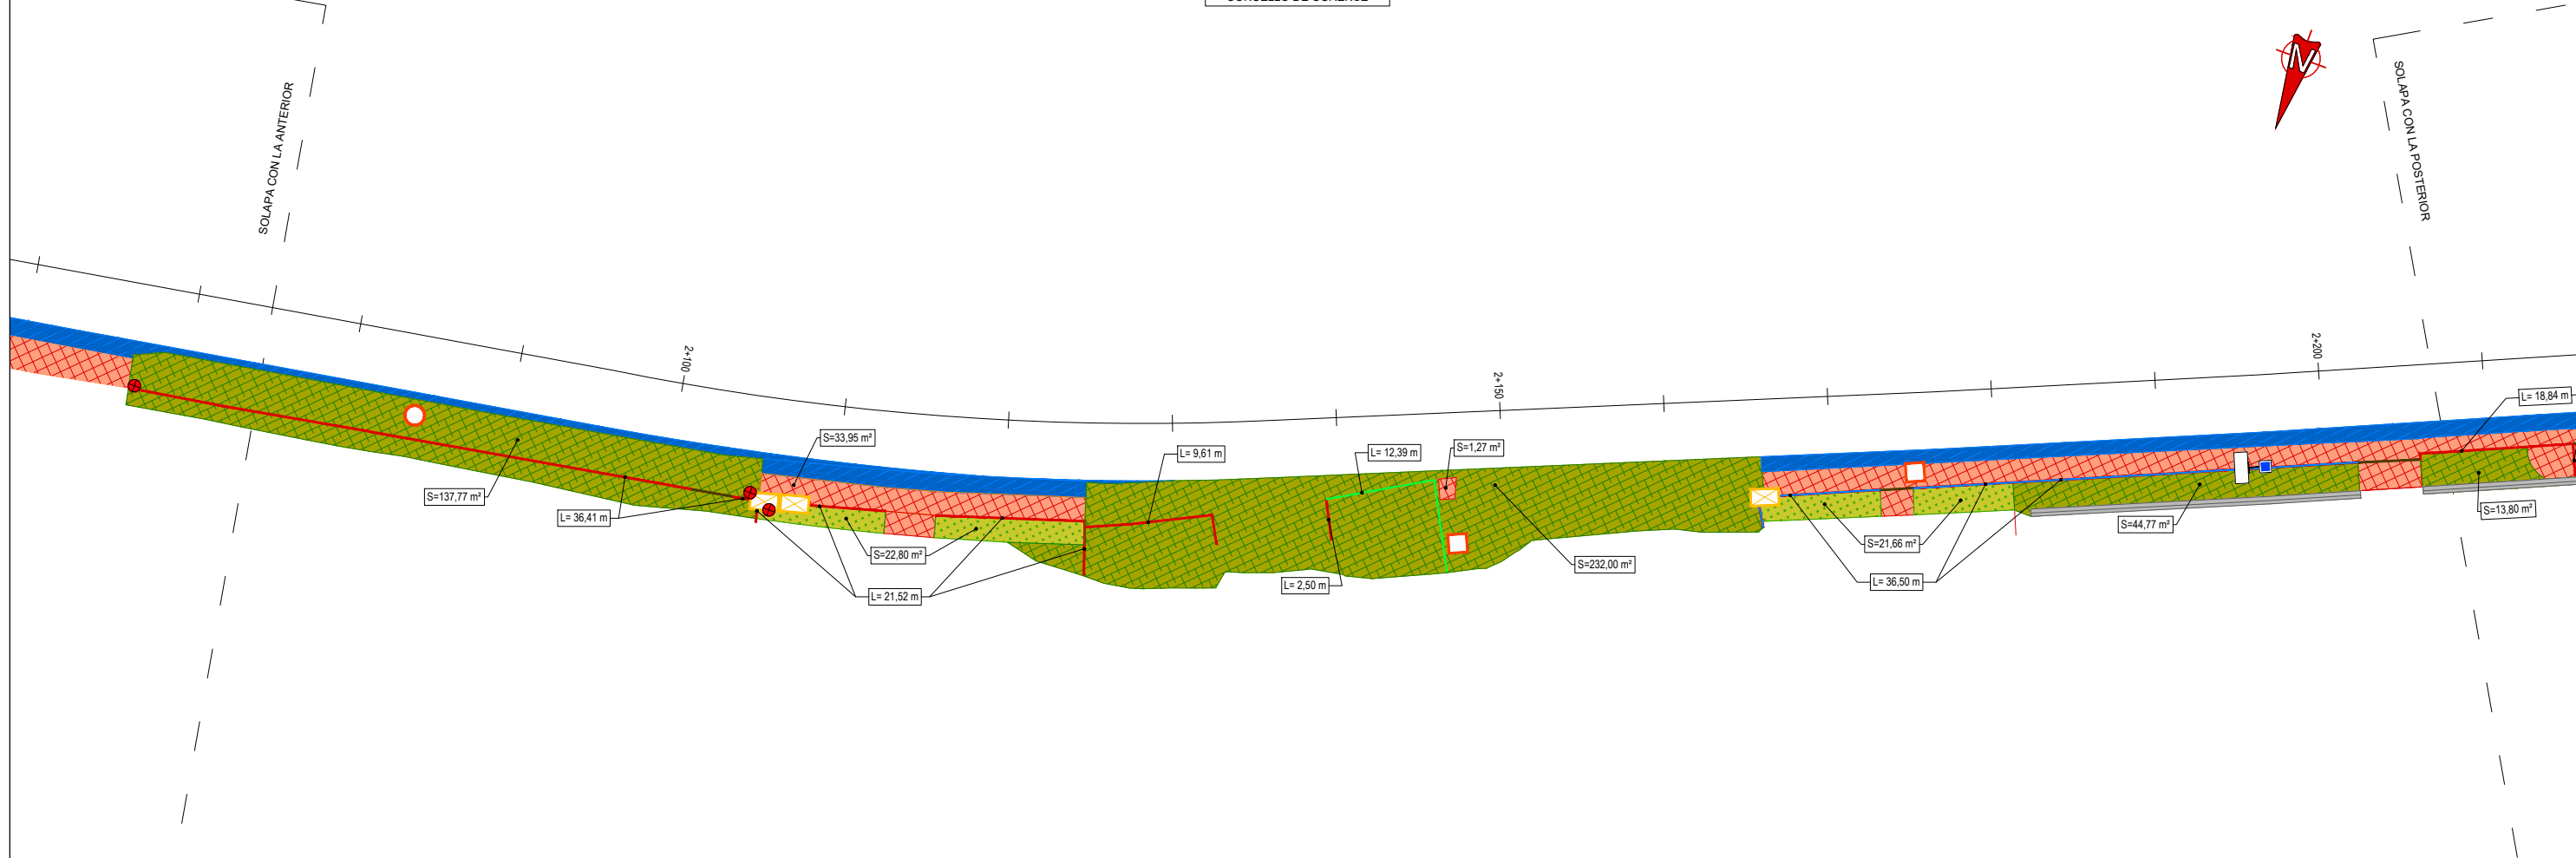 SOLAPA CON LA ANTERIOR
N
SOLAPA CON LA POSTERIOR
2+100
2+150
2+200
S=33,95 m²
L= 9,61 m
L= 12,39 m
S=1,27 m²
L= 18,84 m
S=137,77 m²
L= 36,41 m
S=22,80 m²
L= 21,52 m
L= 2,50 m
S=232,00 m²
S=21,66 m²
L= 36,50 m
S=44,77 m²
S=13,80 m²